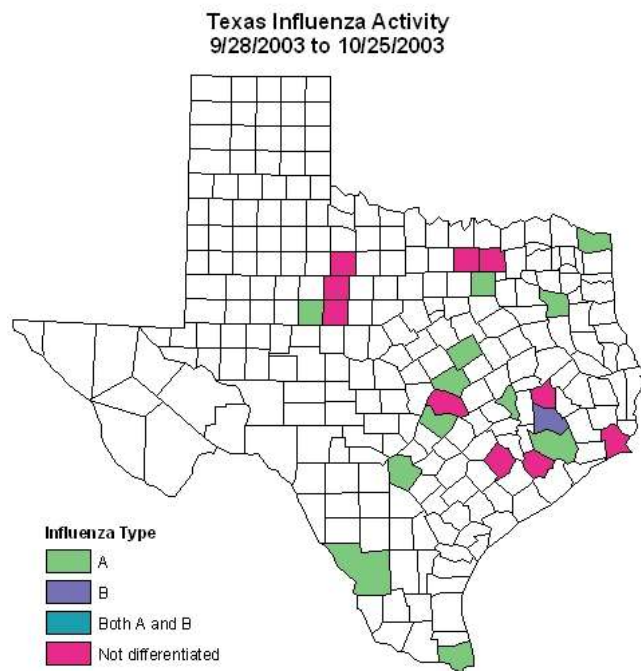 Texas Influenza Activity
9/28/2003 to 10/25/2003
Influenza Type
A
B
Both A and B
Not differentiated